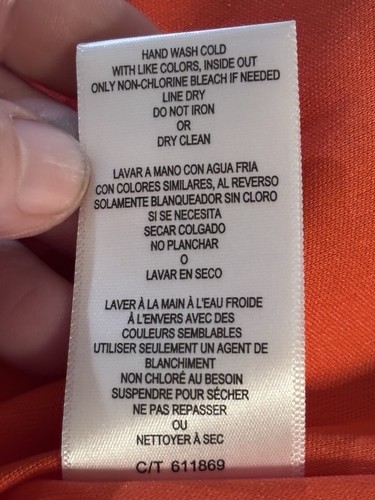 HAND WASH COLD
WITH LIKE COLORS, INSIDE OUT
ONLY NON-CHLORINE BLEACH IF NEEDED
LINE DRY
DO NOT IRON
OR
DRY CLEAN
LAVAR A MANO CON AGUA FRIA
CON COLORES SIMILARES, AL REVERSO
SOLAMENTE BLANQUEADOR SIN CLORO
SI SE NECESITA
SECAR COLGADO
NO PLANCHAR
O
LAVAR EN SECO
LAVER À LA MAIN À L'EAU FROIDE
À L'ENVERS AVEC DES
COULEURS SEMBLABLES
UTILISER SEULEMENT UN AGENT DE
BLANCHIMENT
NON CHLORÉ AU BESOIN
SUSPENDRE POUR SÉCHER
NE PAS REPASSER
OU
NETTOYER À SEC
C/T 611869